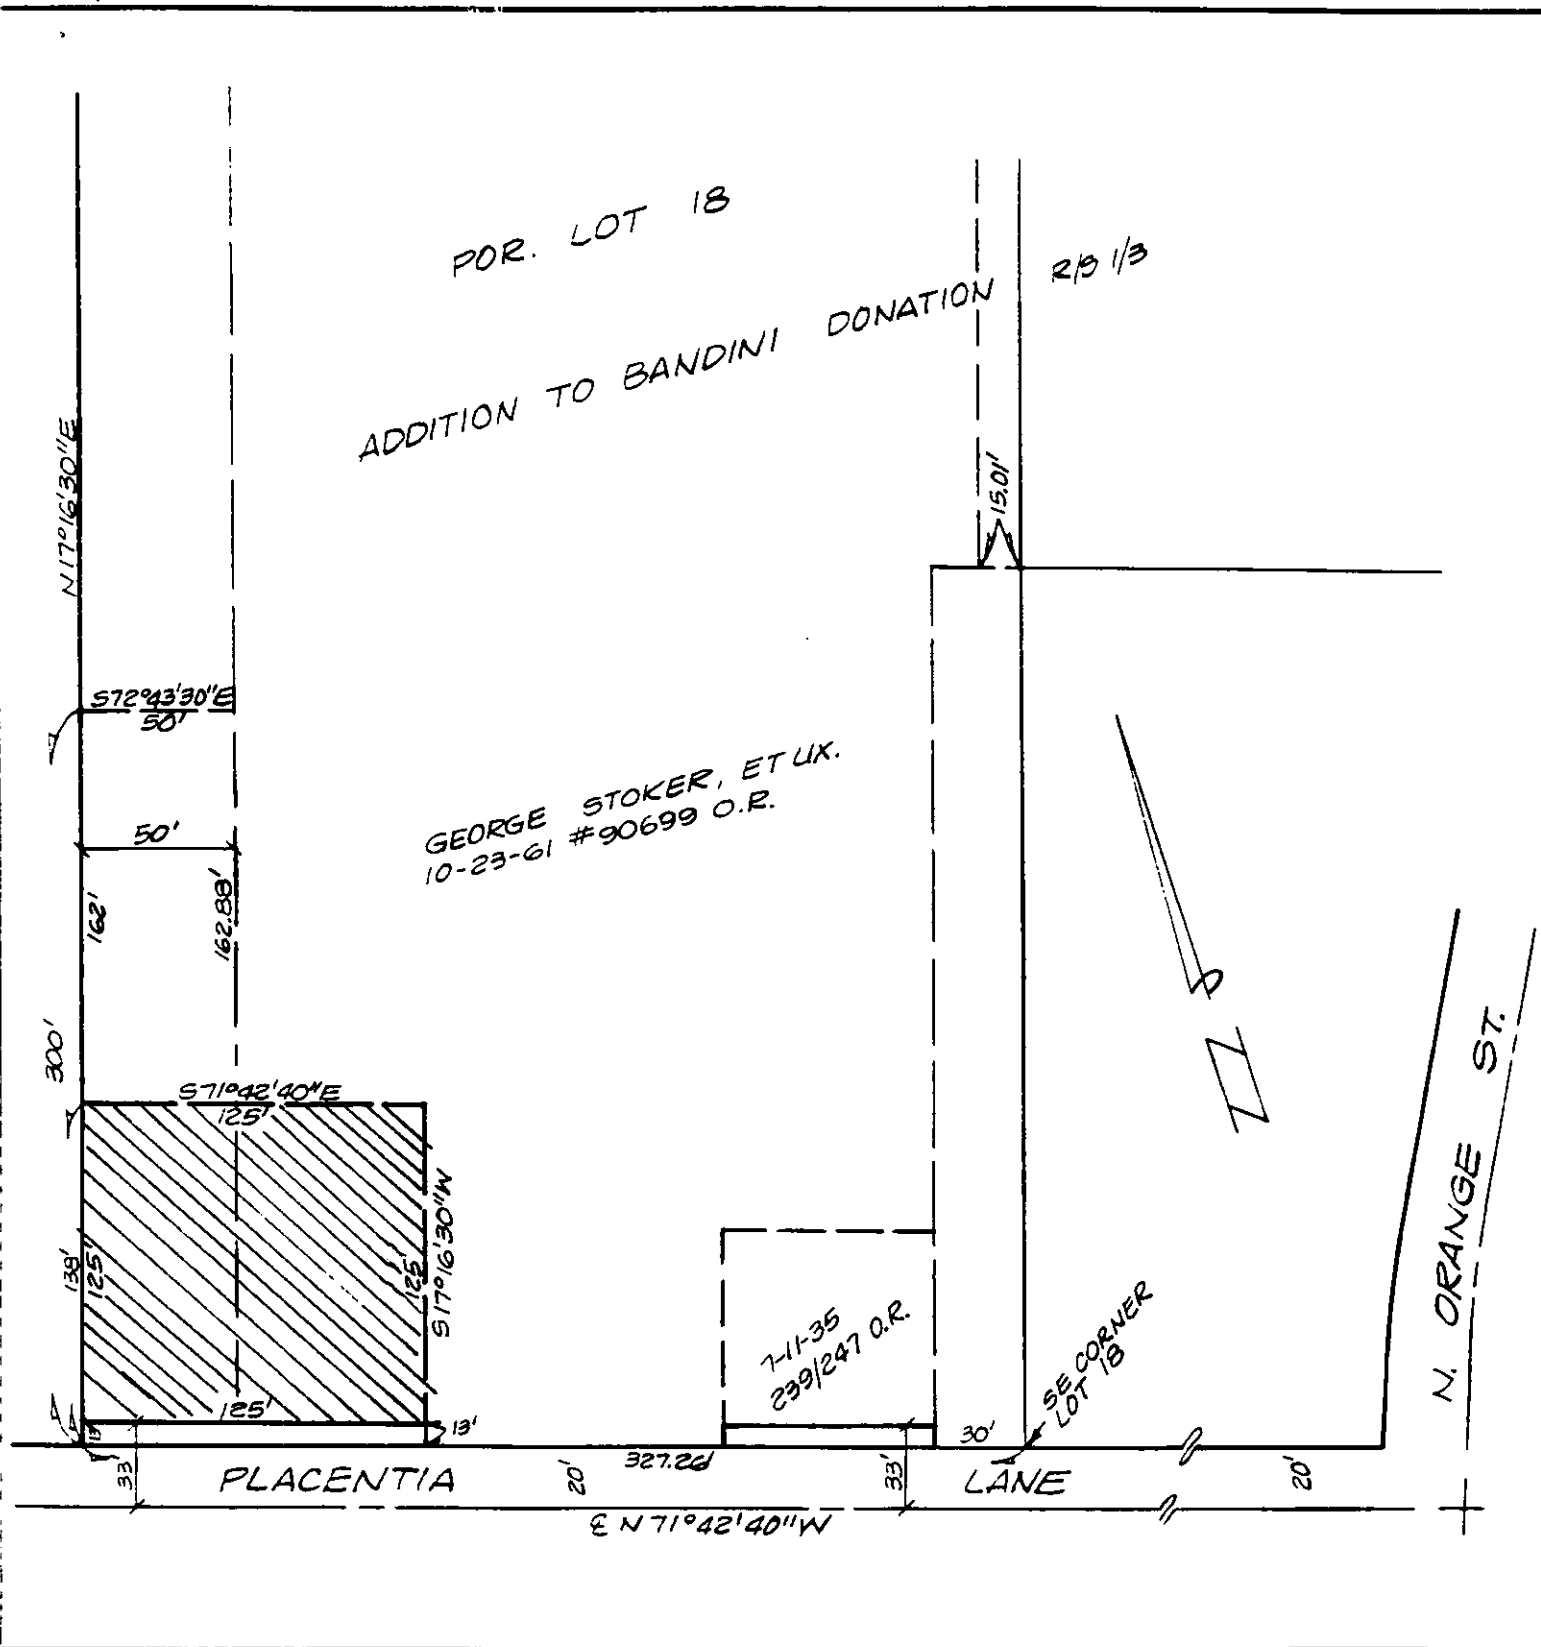 POR. LOT 18
ADDITION TO BANDINI DONATION
R/S 1/3
15.01'
N17°16'30"E
S72°43'30"E
50'
50'
GEORGE STOKER, ET UX.
10-23-61 #90699 O.R.
162'
162.88'
300'
S71°42'40"E
125'
138'
125'
125'
S17°16'30"W
125'
13'
13'
7-11-35
239/247 O.R.
SE CORNER
LOT 18
30'
327.26'
33'
PLACENTIA LANE
20'
33'
20'
N 71°42'40"W
N. ORANGE ST.
N